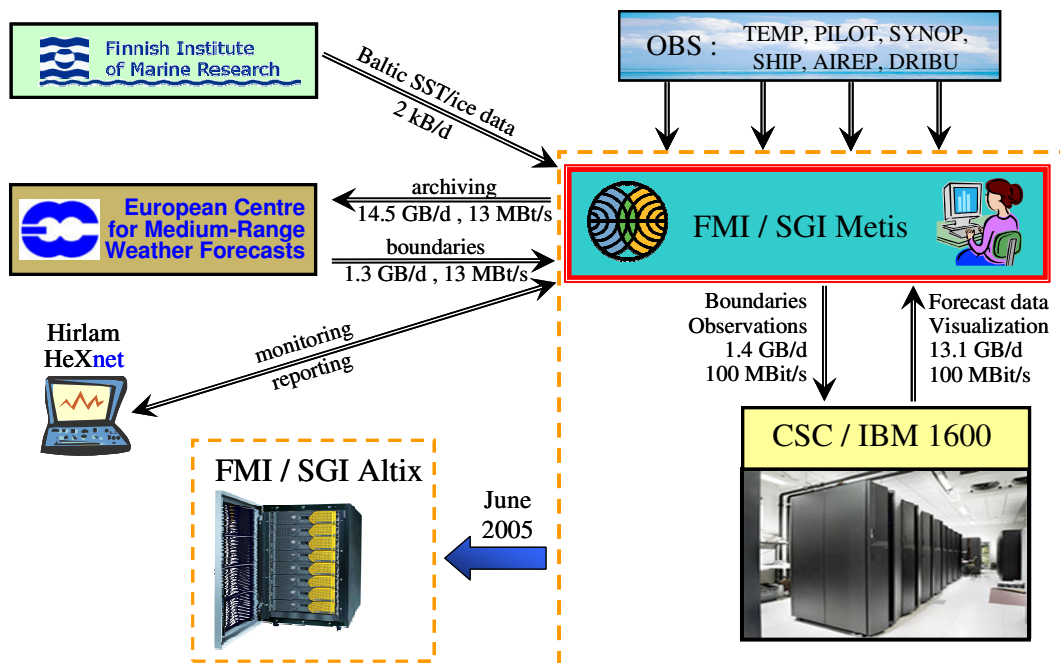 Finnish Institute
of Marine Research
OBS :
TEMP, PILOT, SYNOP,
SHIP, AIREP, DRIBU
Baltic SST/ice data
2 kB/d
European Centre
for Medium-Range
Weather Forecasts
archiving
14.5 GB/d , 13 MBt/s
boundaries
1.3 GB/d , 13 MBt/s
FMI / SGI Metis
Boundaries
Observations
1.4 GB/d
100 MBit/s
Forecast data
Visualization
13.1 GB/d
100 MBit/s
Hirlam
HeXnet
monitoring
reporting
CSC / IBM 1600
FMI / SGI Altix
June
2005